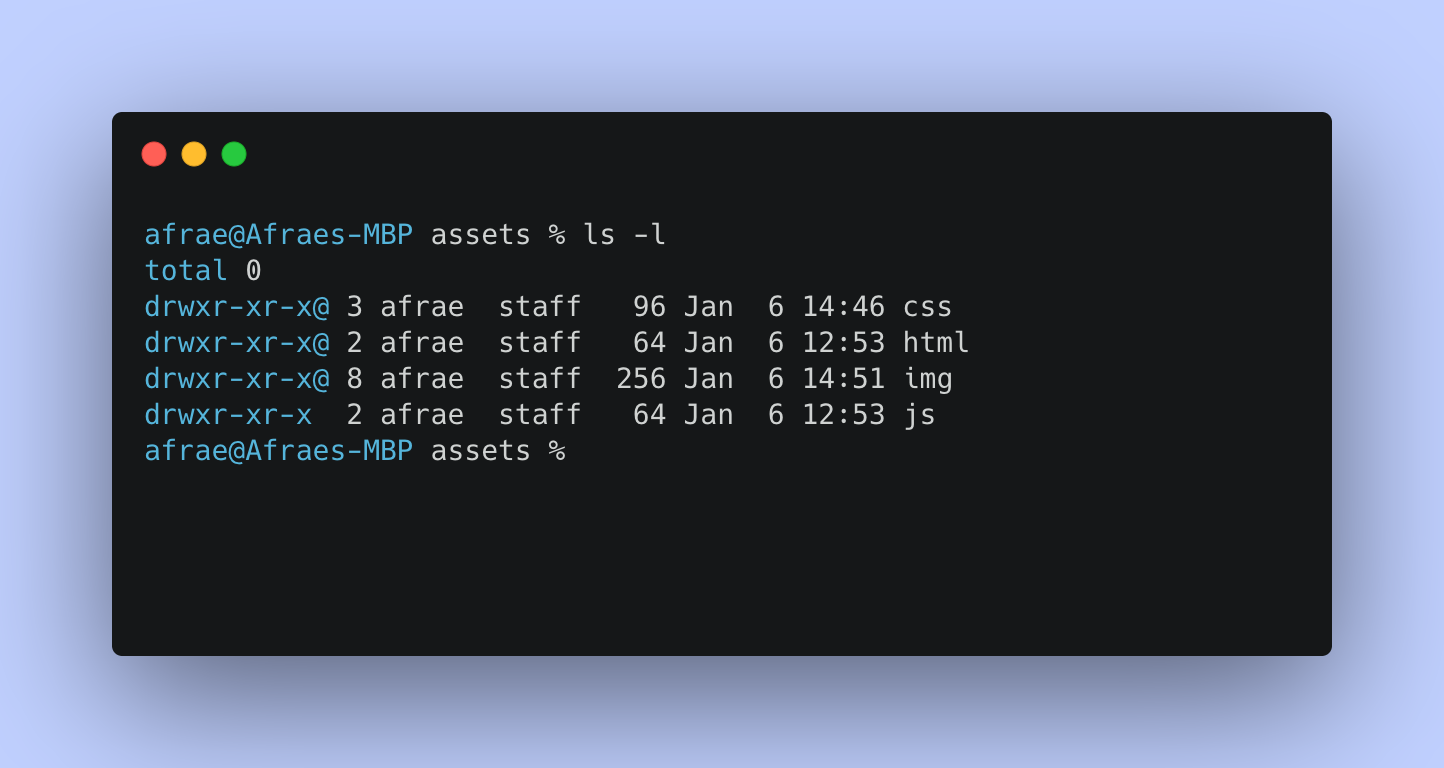 afrae@Afraes-MBP assets % ls -l
total 0
drwxr-xr-x@ 3 afrae  staff   96 Jan  6 14:46 css
drwxr-xr-x@ 2 afrae  staff   64 Jan  6 12:53 html
drwxr-xr-x@ 8 afrae  staff  256 Jan  6 14:51 img
drwxr-xr-x  2 afrae  staff   64 Jan  6 12:53 js
afrae@Afraes-MBP assets %